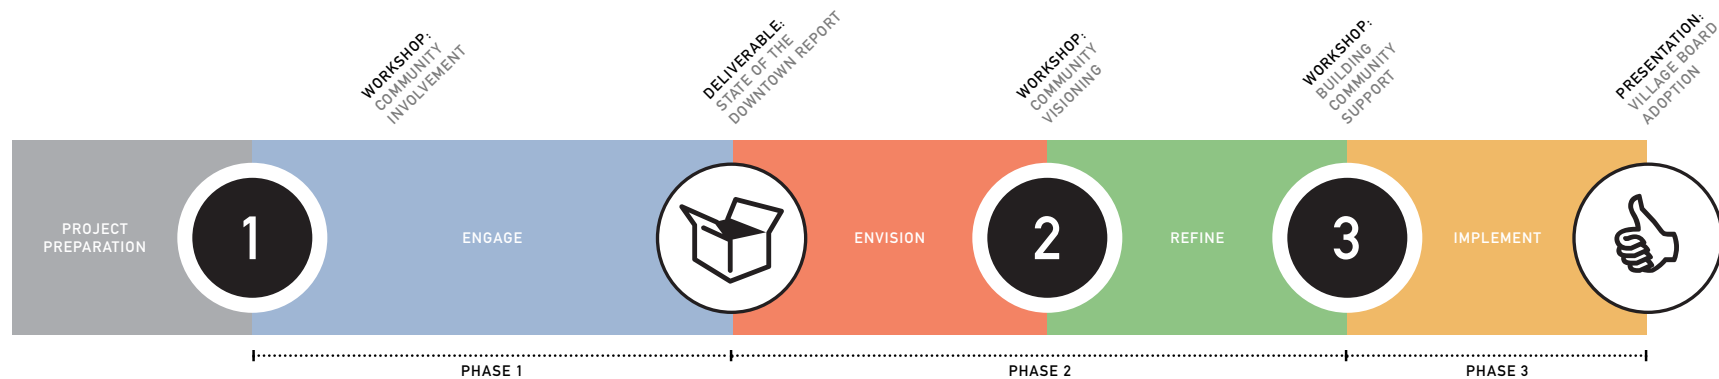 WORKSHOP:
COMMUNITY
INVOLVEMENT
DELIVERABLE:
STATE OF THE
DOWNTOWN REPORT
WORKSHOP:
COMMUNITY
VISIONING
WORKSHOP:
BUILDING
COMMUNITY
SUPPORT
PRESENTATION:
VILLAGE BOARD
ADOPTION
PROJECT
PREPARATION
1
ENGAGE
ENVISION
2
REFINE
3
IMPLEMENT
PHASE 1
PHASE 2
PHASE 3